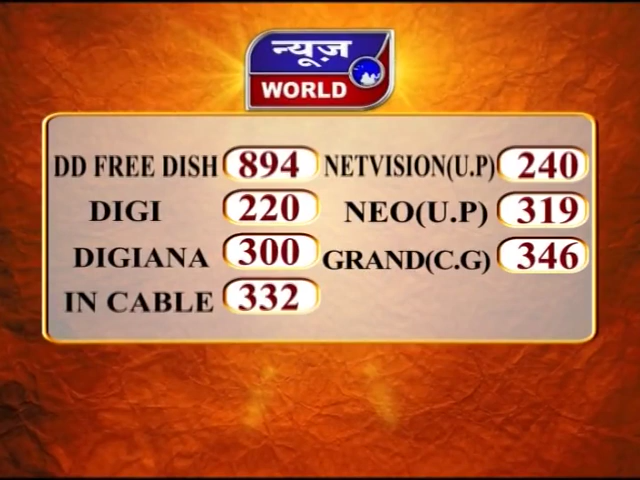 न्यूज़
WORLD
DD FREE DISH 894 NETVISION(U.P) 240
DIGI 220 NEO(U.P) 319
DIGIANA 300 GRAND(C.G) 346
IN CABLE 332